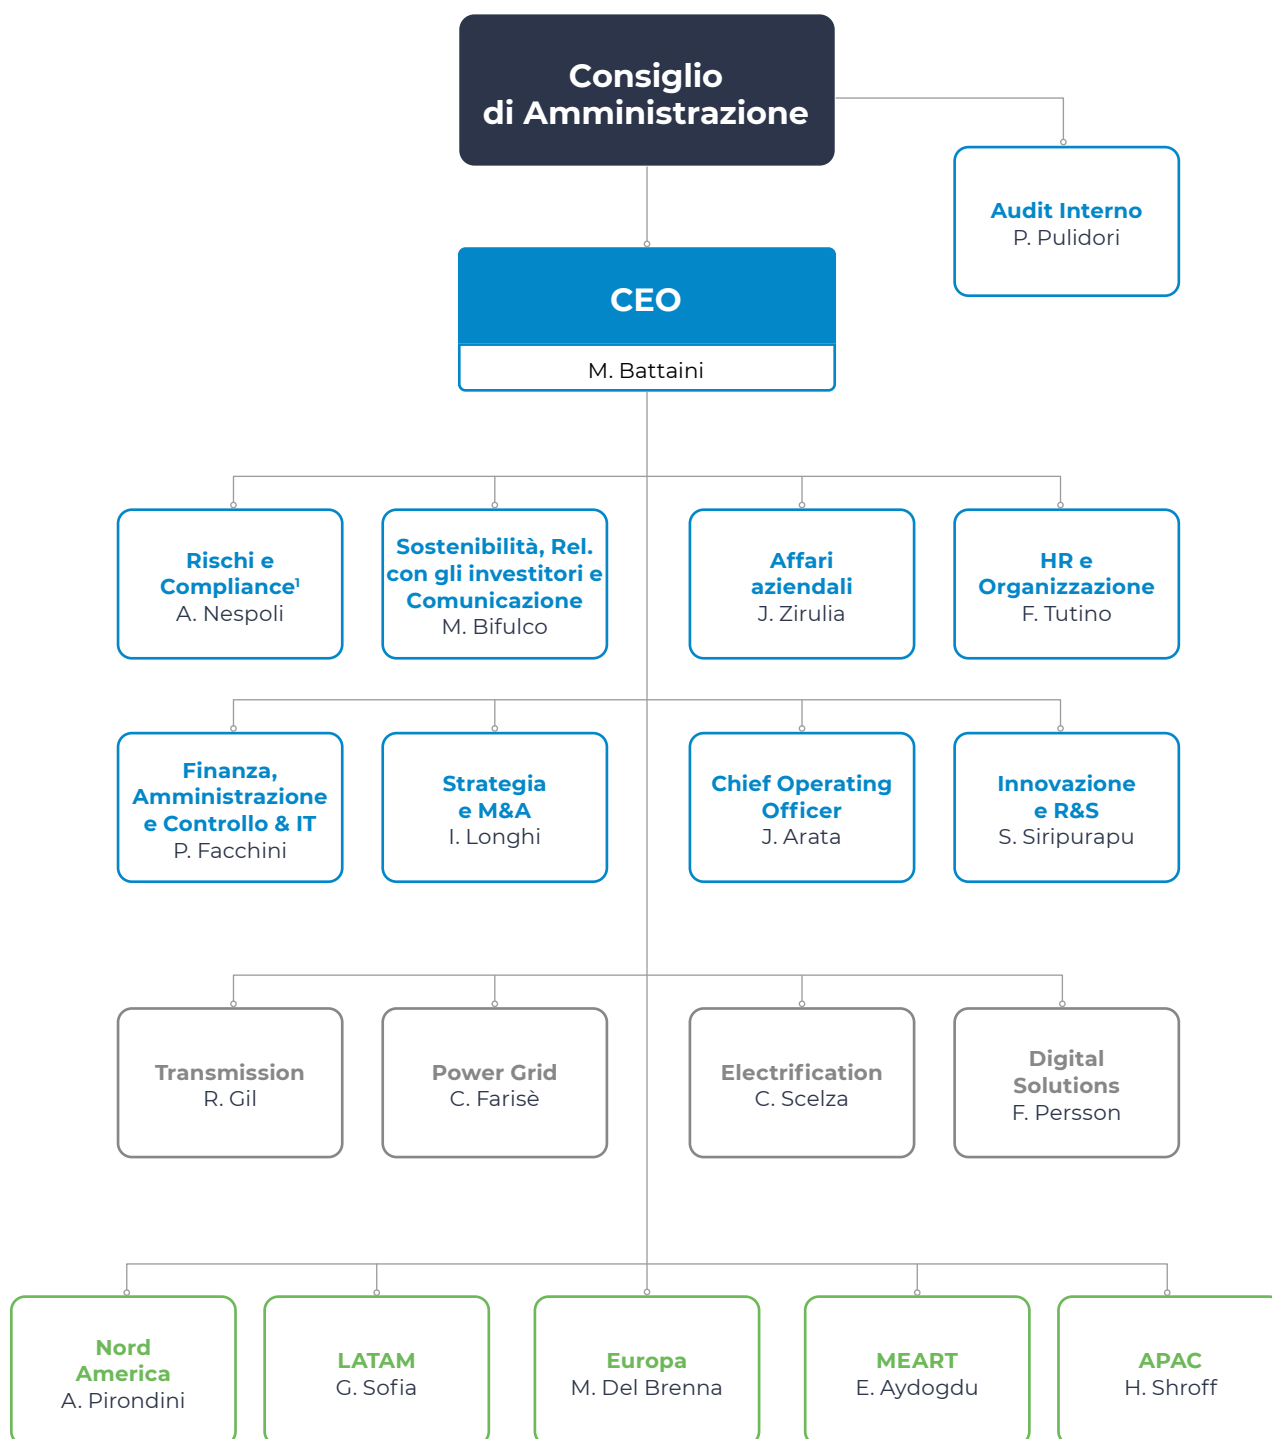 Consiglio
di Amministrazione
Audit Interno
P. Pulidori
CEO
M. Battaini
Rischi e
Compliance¹
A. Nespoli
Sostenibilità, Rel.
con gli investitori e
Comunicazione
M. Bifulco
Affari
aziendali
J. Zirulia
HR e
Organizzazione
F. Tutino
Finanza,
Amministrazione
e Controllo & IT
P. Facchini
Strategia
e M&A
I. Longhi
Chief Operating
Officer
J. Arata
Innovazione
e R&S
S. Siripurapu
Transmission
R. Gil
Power Grid
C. Farisè
Electrification
C. Scelza
Digital
Solutions
F. Persson
Nord
America
A. Pirondini
LATAM
G. Sofia
Europa
M. Del Brenna
MEART
E. Aydogdu
APAC
H. Shroff